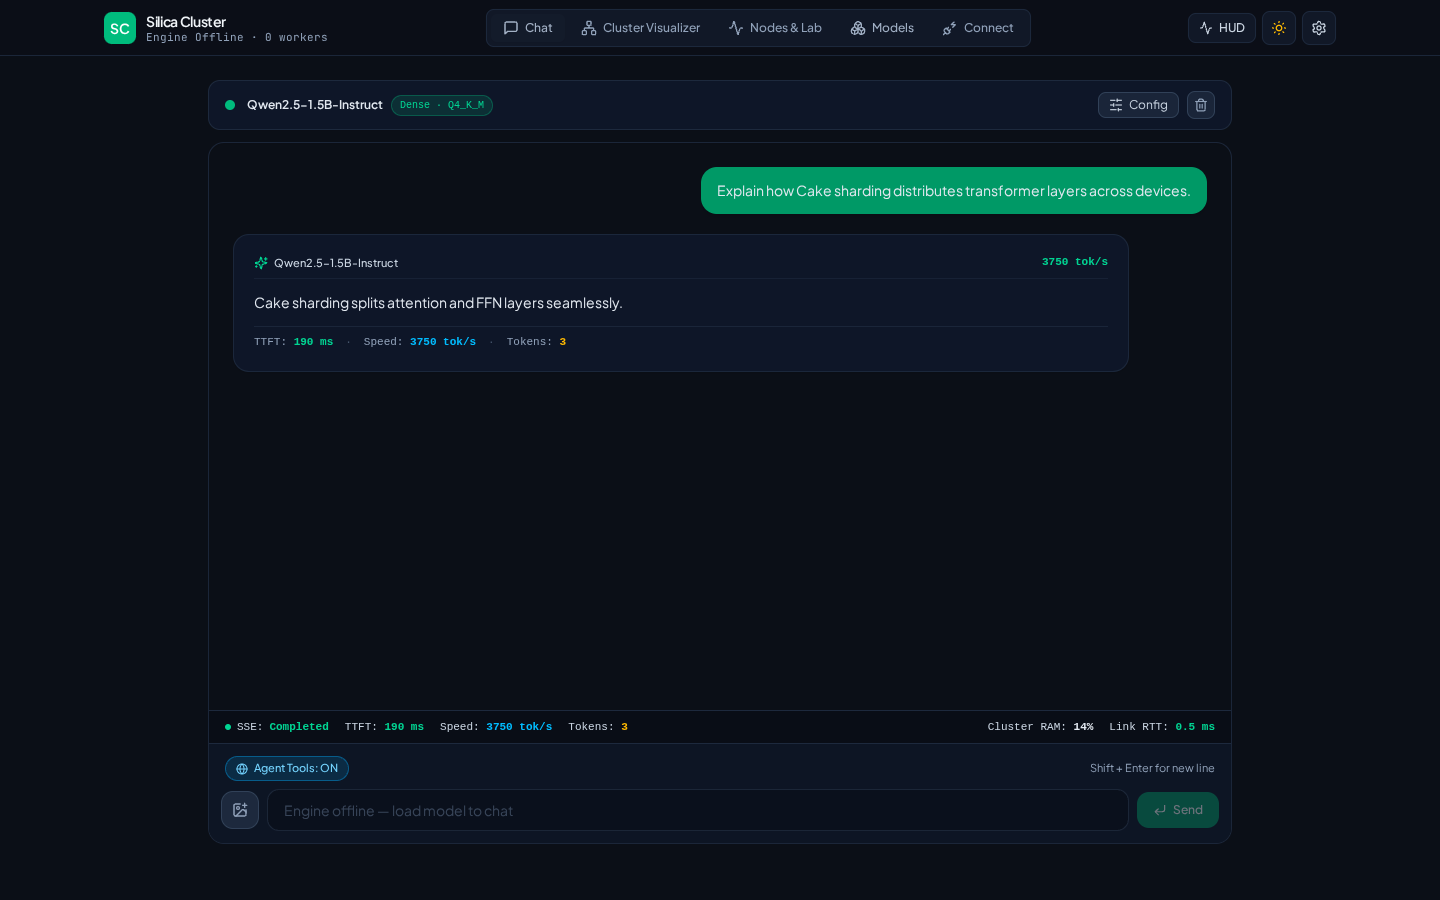 SC
Silica Cluster
Engine Offline · 0 workers
Chat
Cluster Visualizer
Nodes & Lab
Models
Connect
HUD
Qwen2.5-1.5B-Instruct
Dense · Q4_K_M
Config
Explain how Cake sharding distributes transformer layers across devices.
Qwen2.5-1.5B-Instruct
3750 tok/s
Cake sharding splits attention and FFN layers seamlessly.
TTFT: 190 ms · Speed: 3750 tok/s · Tokens: 3
SSE: Completed TTFT: 190 ms Speed: 3750 tok/s Tokens: 3
Cluster RAM: 14% Link RTT: 0.5 ms
Agent Tools: ON
Shift + Enter for new line
Engine offline — load model to chat
Send